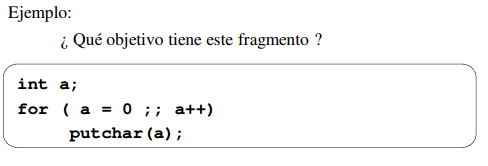 Ejemplo:
¿ Qué objetivo tiene este fragmento ?
int a;
for ( a = 0 ;; a++)
putchar(a);